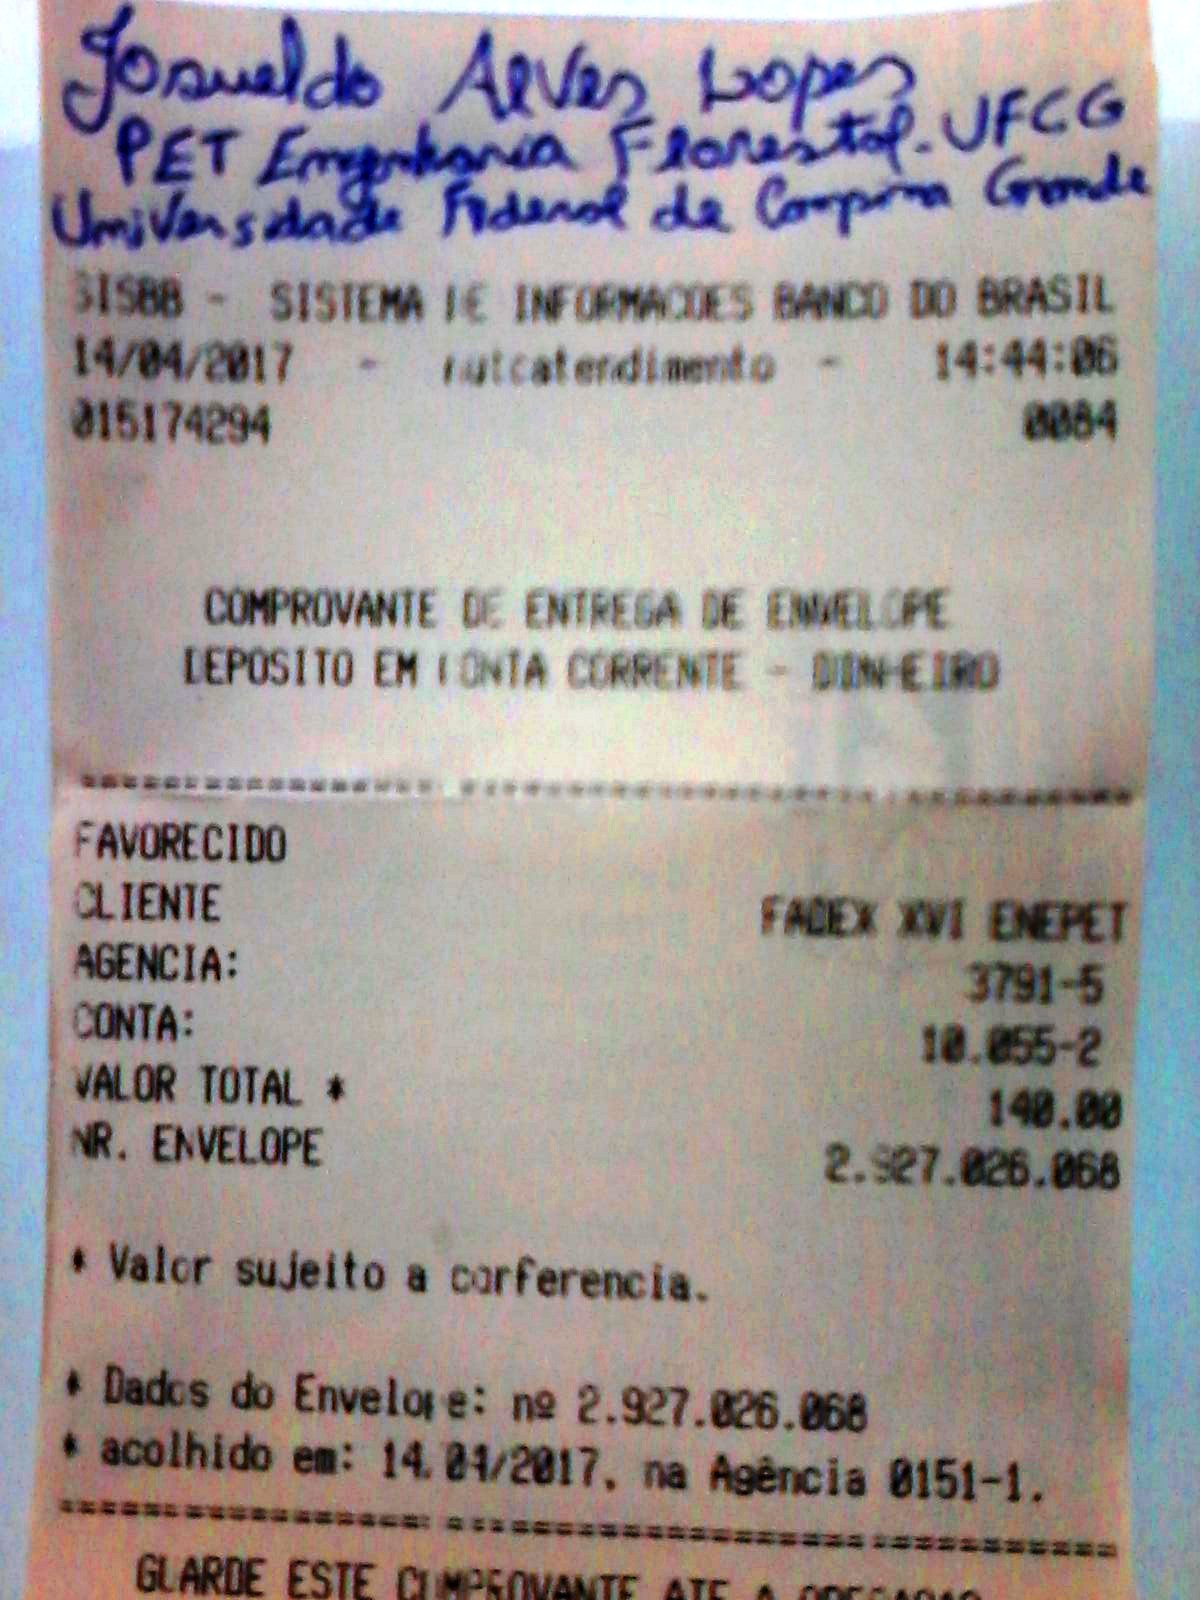 Josueldo Alves Lopes
PET Engenharia Florestal - UFCG
Universidade Federal de Campina Grande
SISBB - SISTEMA DE INFORMACOES BANCO DO BRASIL
14/04/2017 - autoatendimento - 14:44:06
015174294 0084
COMPROVANTE DE ENTREGA DE ENVELOPE
DEPOSITO EM CONTA CORRENTE - DINHEIRO
FAVORECIDO
CLIENTE FADEX XVI ENEPET
AGENCIA: 3791-5
CONTA: 10.055-2
VALOR TOTAL * 140.00
NR. ENVELOPE 2.927.026.068
* Valor sujeito a conferencia.
* Dados do Envelope: nº 2.927.026.068
* acolhido em: 14/04/2017, na Agência 0151-1.
GUARDE ESTE COMPROVANTE ATE A